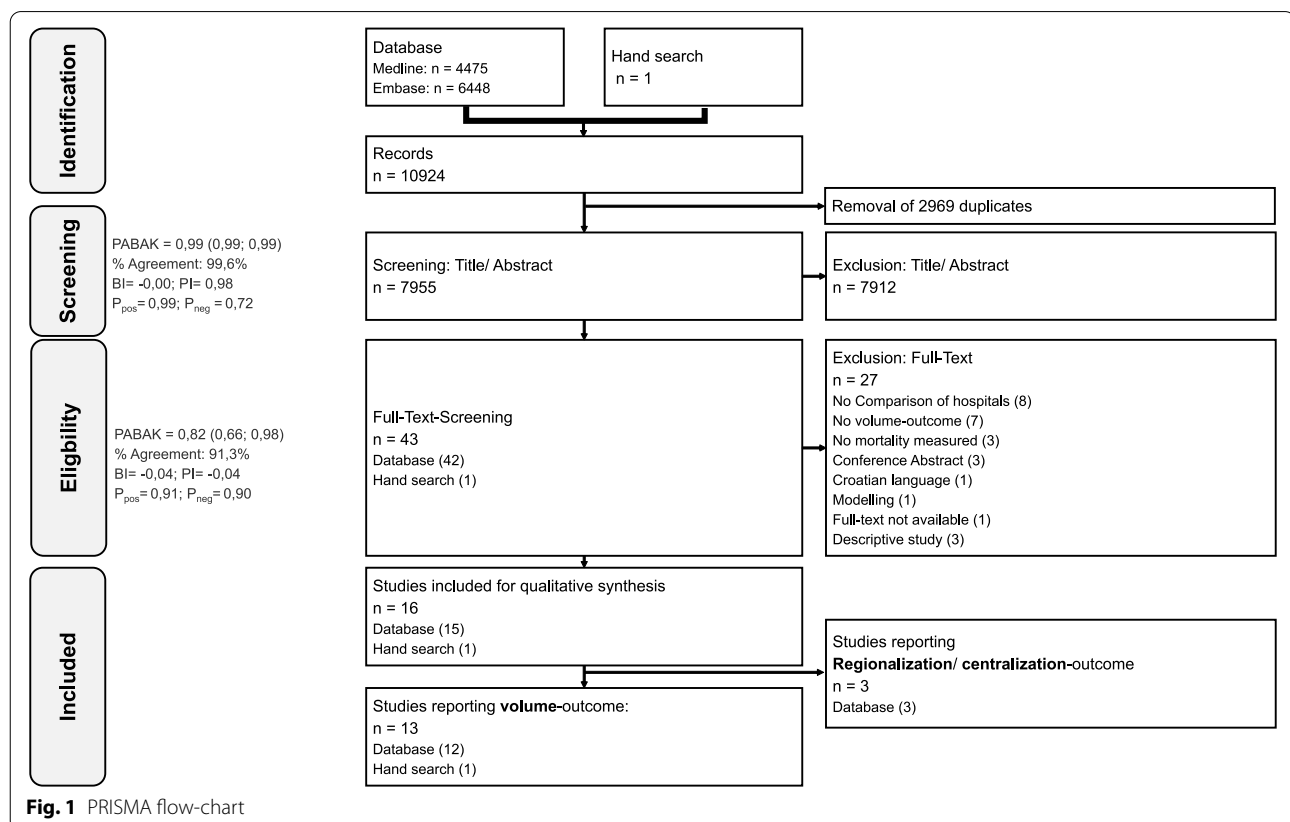 Identification
Database
Medline: n = 4475
Embase: n = 6448
Hand search
n = 1
Records
n = 10924
Removal of 2969 duplicates
Screening
PABAK = 0,99 (0,99; 0,99)
% Agreement: 99,6%
BI= -0,00; PI= 0,98
Ppos= 0,99; Pneg = 0,72
Screening: Title/ Abstract
n = 7955
Exclusion: Title/ Abstract
n = 7912
Eligbility
PABAK = 0,82 (0,66; 0,98)
% Agreement: 91,3%
BI= -0,04; PI= -0,04
Ppos= 0,91; Pneg= 0,90
Full-Text-Screening
n = 43
Database (42)
Hand search (1)
Exclusion: Full-Text
n = 27
No Comparison of hospitals (8)
No volume-outcome (7)
No mortality measured (3)
Conference Abstract (3)
Croatian language (1)
Modelling (1)
Full-text not available (1)
Descriptive study (3)
Included
Studies included for qualitative synthesis
n = 16
Database (15)
Hand search (1)
Studies reporting
Regionalization/ centralization-outcome
n = 3
Database (3)
Studies reporting volume-outcome:
n = 13
Database (12)
Hand search (1)
Fig. 1 PRISMA flow-chart